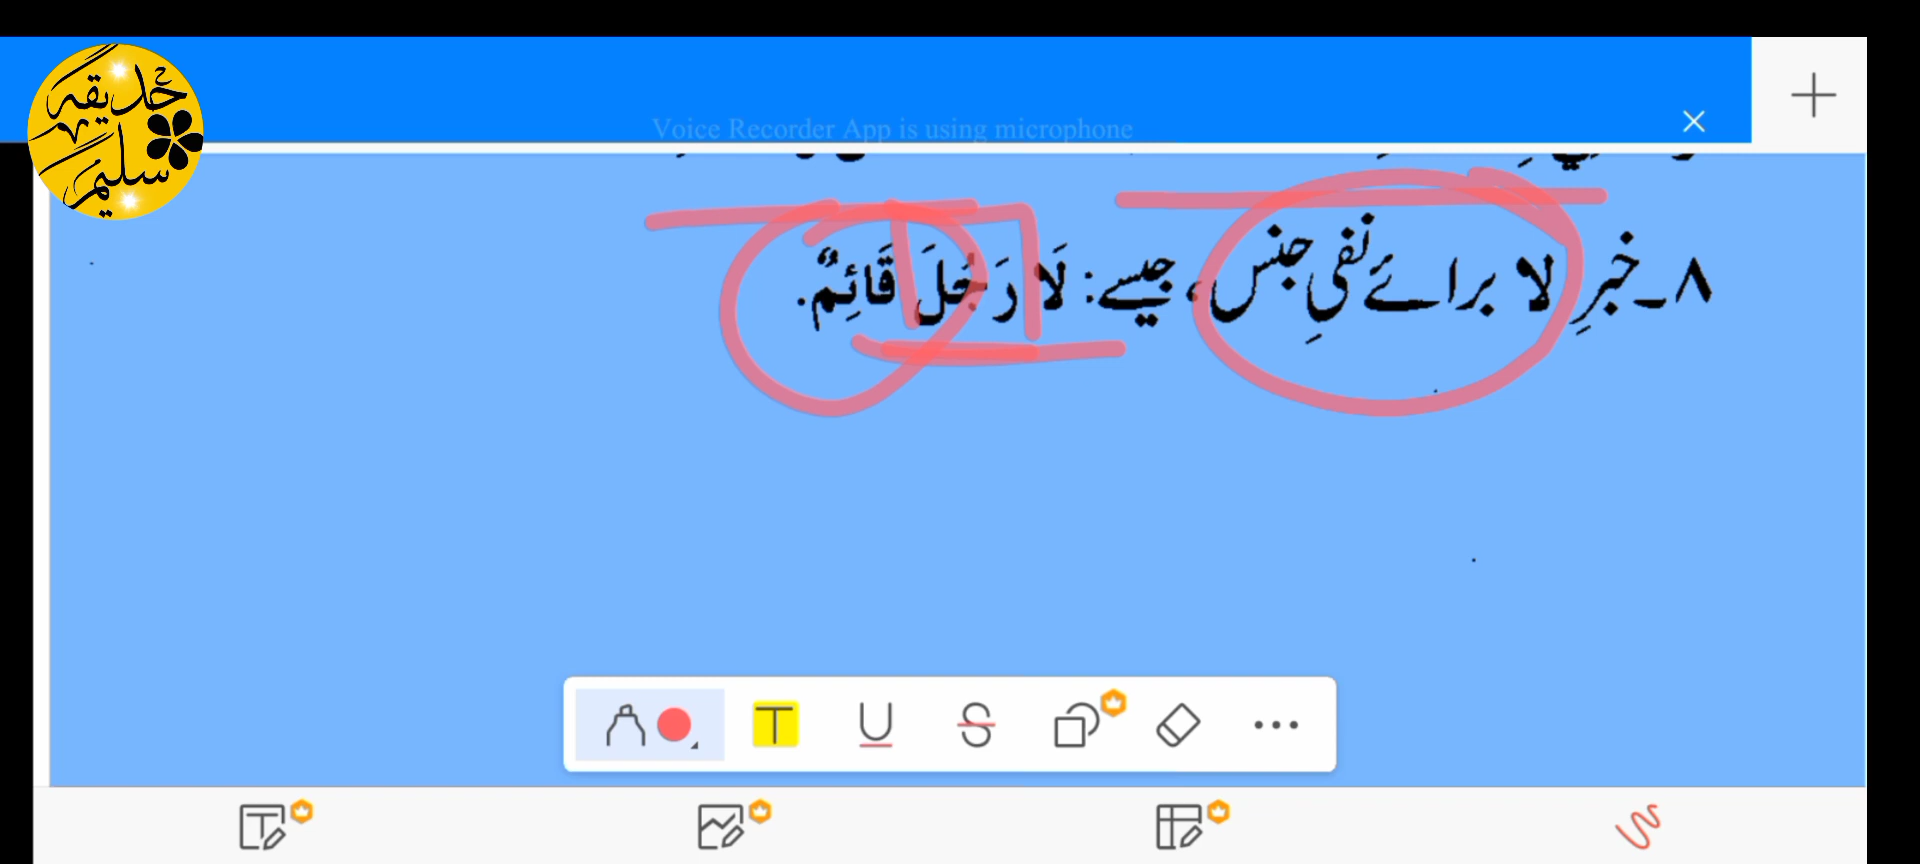 حدیقہ
سلیم
Voice Recorder App is using microphone
۸۔خبرِ لا برائے نفیِ جنس، جیسے: لَا رَجُلَ قَائِمٌ.